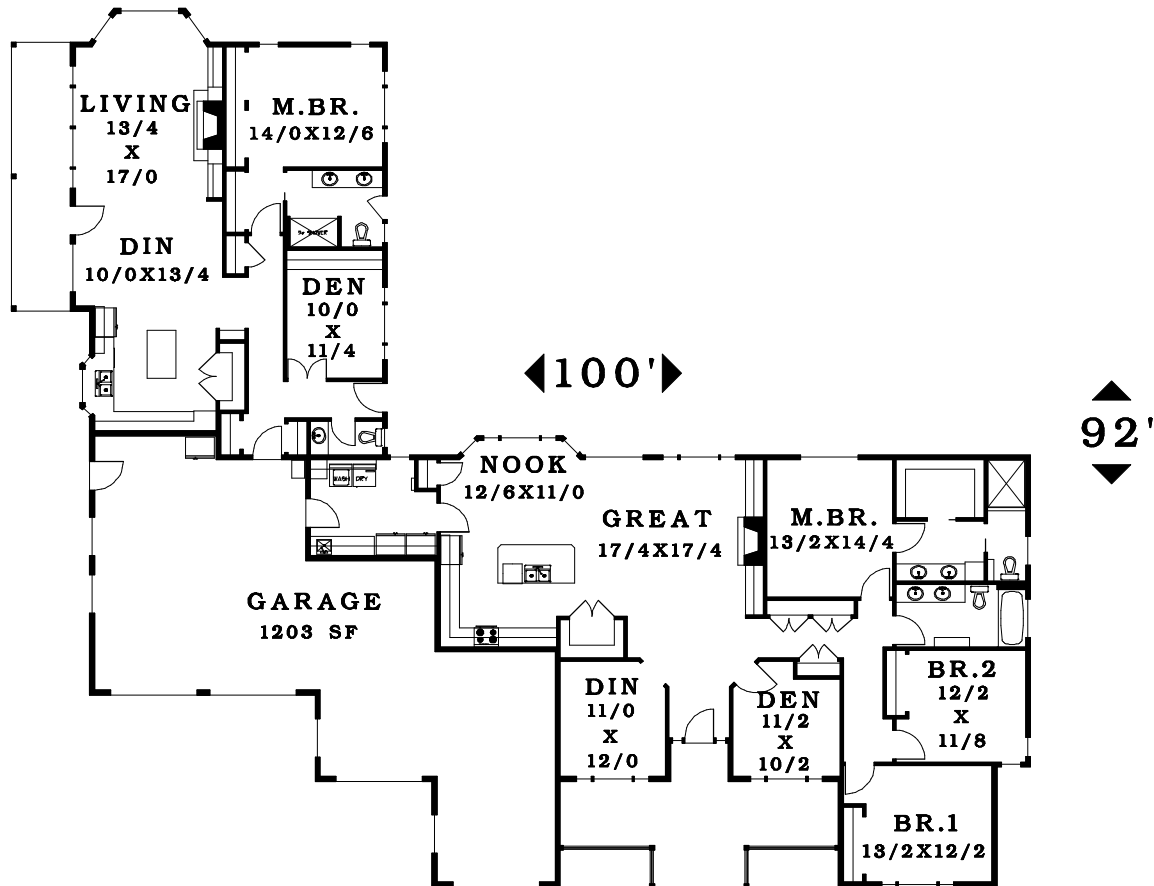 LIVING
13/4
X
17/0
M.BR.
14/0X12/6
DIN
10/0X13/4
DEN
10/0
X
11/4
100'
92'
NOOK
12/6X11/0
WASH
DRY
GREAT
17/4X17/4
M.BR.
13/2X14/4
GARAGE
1203 SF
DIN
11/0
X
12/0
DEN
11/2
X
10/2
BR.2
12/2
X
11/8
BR.1
13/2X12/2